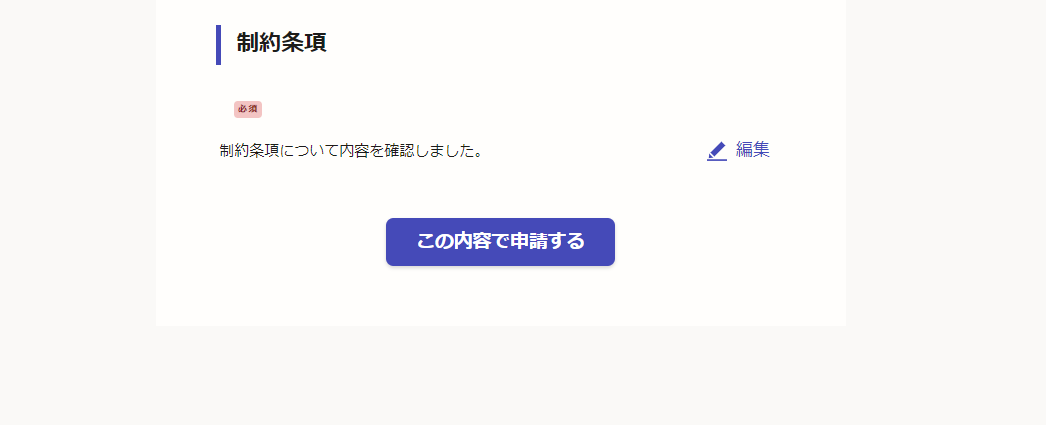 制約条項
必須
制約条項について内容を確認しました。
編集
この内容で申請する